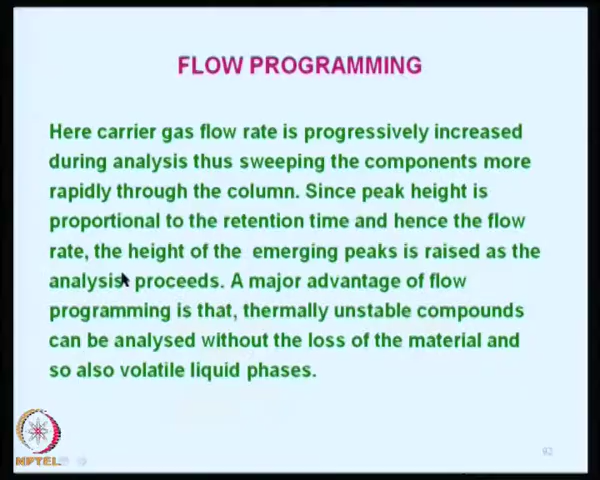 FLOW PROGRAMMING
Here carrier gas flow rate is progressively increased
during analysis thus sweeping the components more
rapidly through the column. Since peak height is
proportional to the retention time and hence the flow
rate, the height of the emerging peaks is raised as the
analysis proceeds. A major advantage of flow
programming is that, thermally unstable compounds
can be analysed without the loss of the material and
so also volatile liquid phases.
92
NPTEL